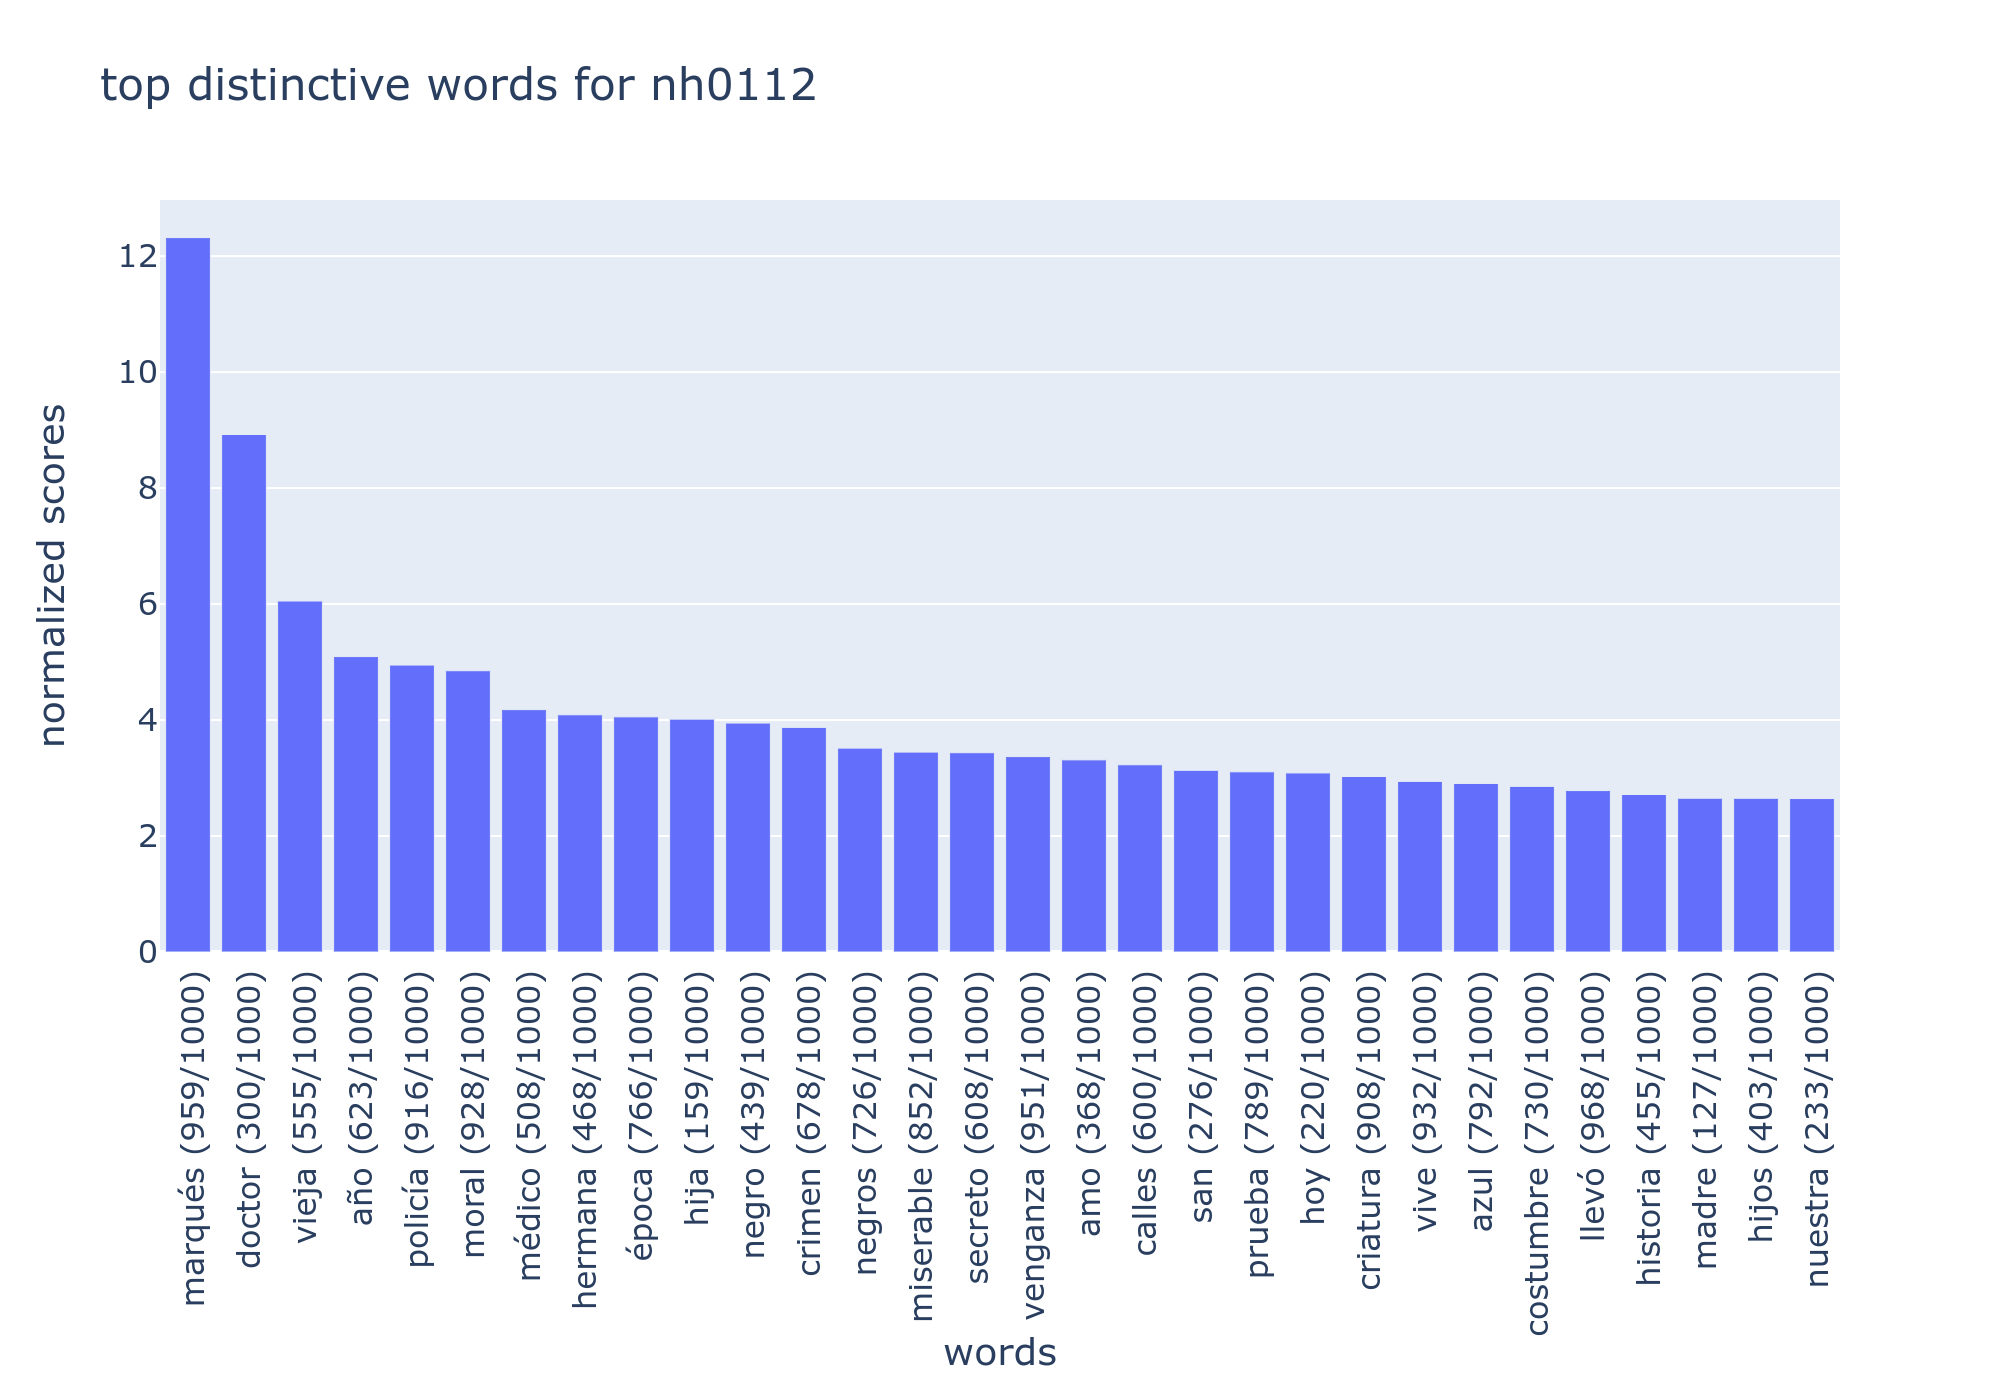 top distinctive words for nh0112
normalized scores
12
10
8
6
4
2
0
marqués (959/1000)
doctor (300/1000)
vieja (555/1000)
año (623/1000)
policía (916/1000)
moral (928/1000)
médico (508/1000)
hermana (468/1000)
época (766/1000)
hija (159/1000)
negro (439/1000)
crimen (678/1000)
negros (726/1000)
miserable (852/1000)
secreto (608/1000)
venganza (951/1000)
amo (368/1000)
calles (600/1000)
san (276/1000)
prueba (789/1000)
hoy (220/1000)
criatura (908/1000)
vive (932/1000)
azul (792/1000)
costumbre (730/1000)
llevó (968/1000)
historia (455/1000)
madre (127/1000)
hijos (403/1000)
nuestra (233/1000)
words